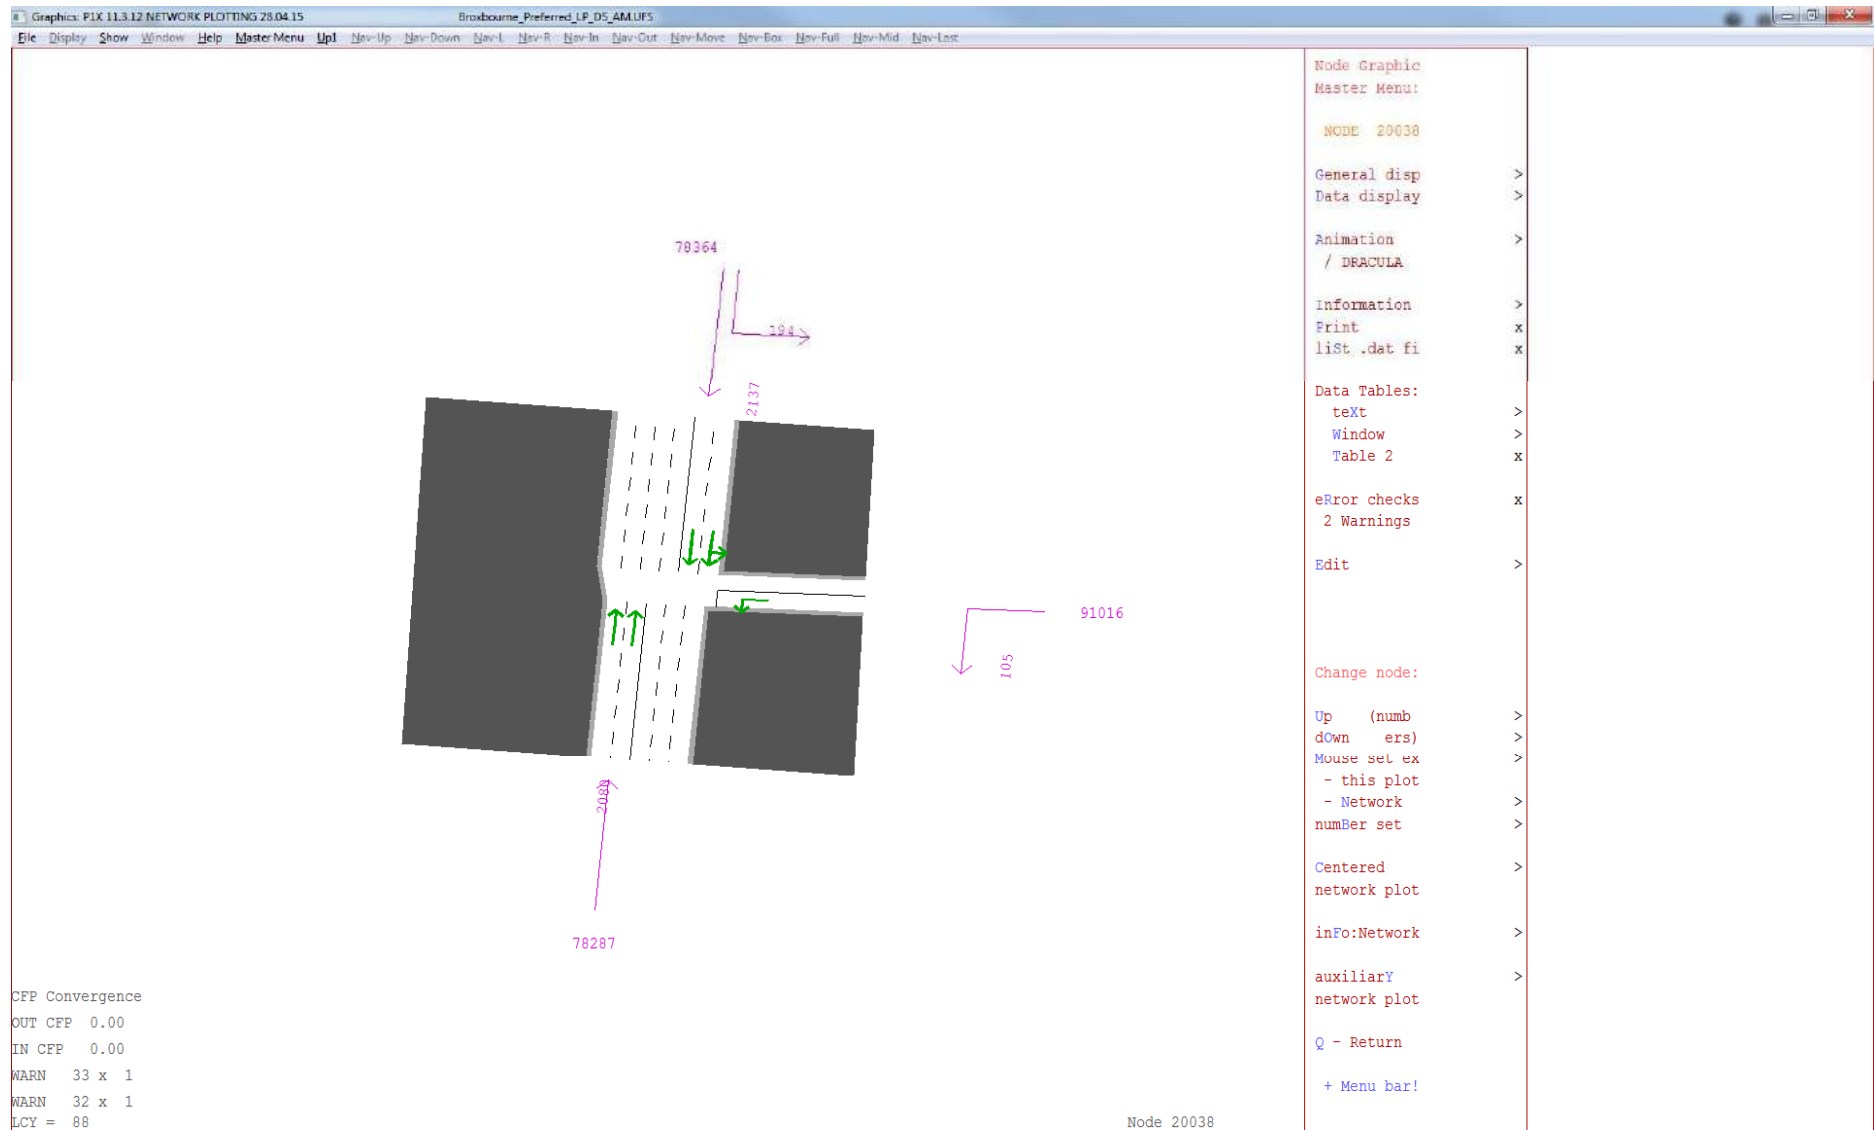 Graphics: P1X 11.3.12 NETWORK PLOTTING 28.04.15 Broxbourne_Preferred_LP_DS_AM.UFS
File Display Show Window Help Master Menu Up1 Nav-Up Nav-Down Nav-L Nav-R Nav-In Nav-Out Nav-Move Nav-Box Nav-Full Nav-Mid Nav-Last
Node Graphic
Master Menu:
NODE 20038
General disp >
Data display >
Animation >
/ DRACULA
Information >
Print x
liSt .dat fi x
Data Tables:
teXt >
Window >
Table 2 x
eRror checks x
2 Warnings
Edit >
Change node:
Up (numb >
dOwn ers) >
Mouse set ex >
- this plot
- Network >
numBer set >
Centered >
network plot
inFo:Network >
auxiliarY >
network plot
Q - Return
+ Menu bar!
78364
194
2137
91016
105
2080
78287
CFP Convergence
OUT CFP 0.00
IN CFP 0.00
WARN 33 x 1
WARN 32 x 1
LCY = 88
Node 20038